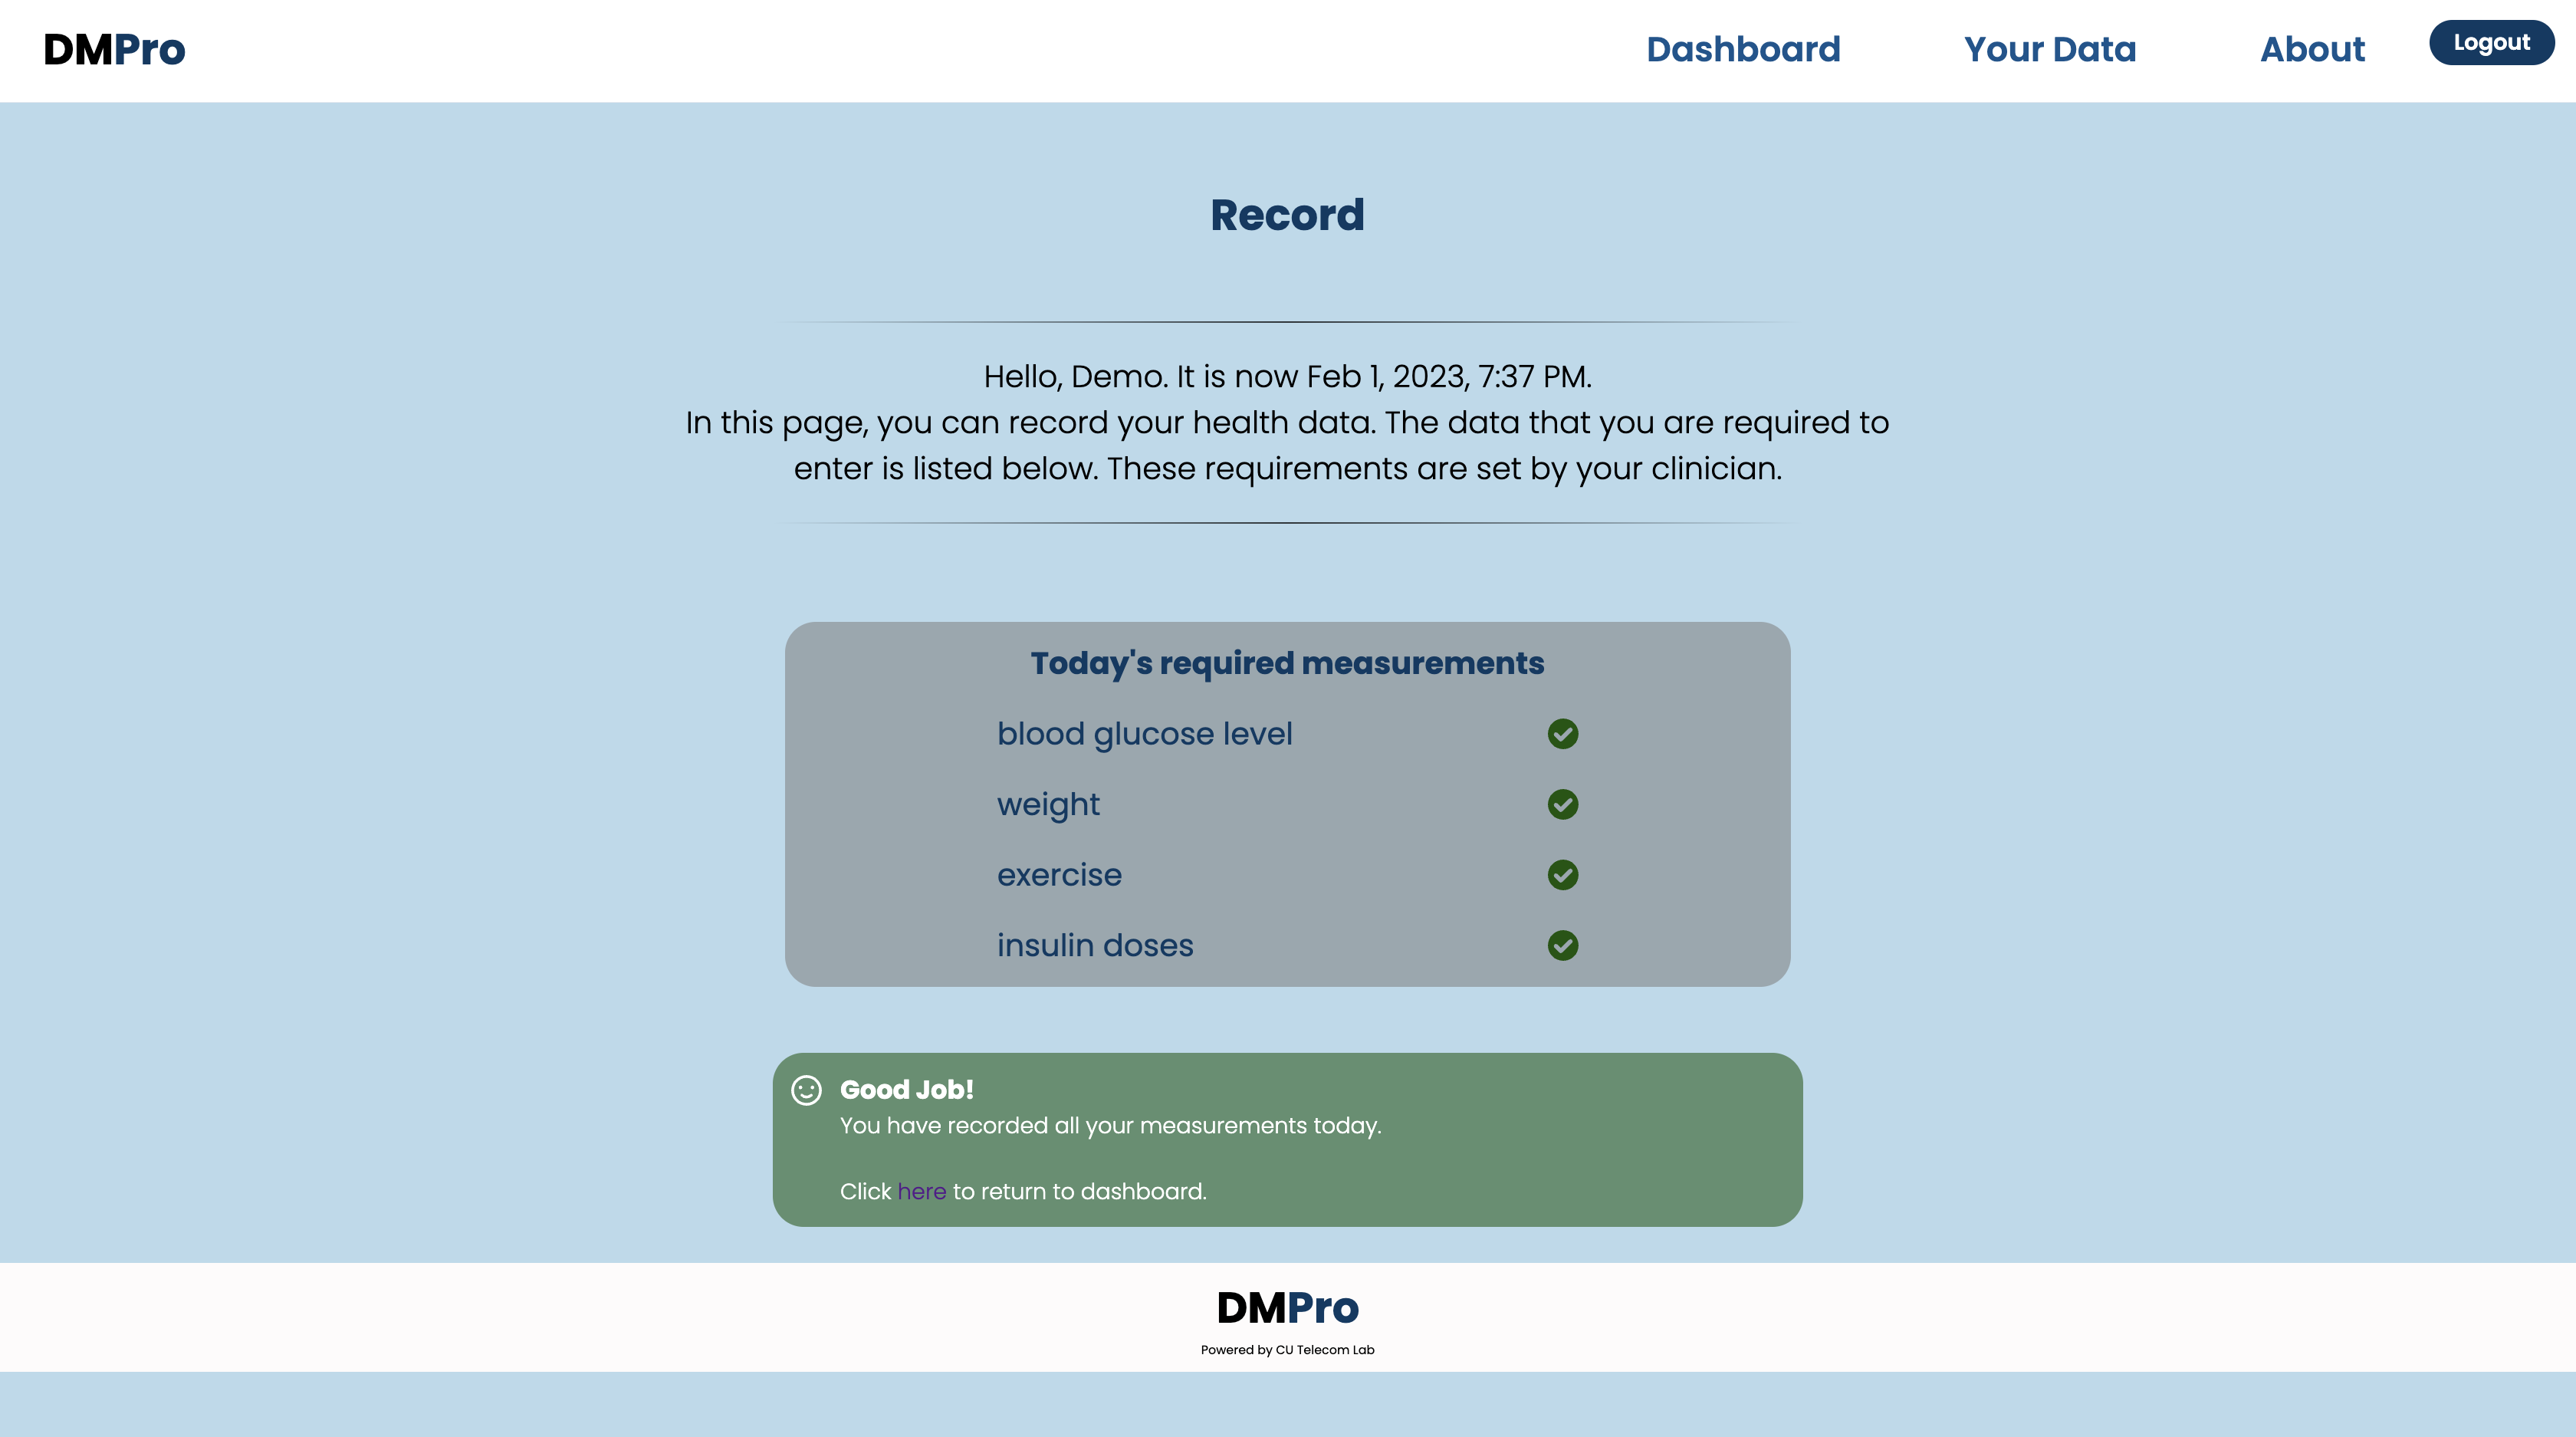 DMPro
Dashboard
Your Data
About
Logout
Record
Hello, Demo. It is now Feb 1, 2023, 7:37 PM.
In this page, you can record your health data. The data that you are required to
enter is listed below. These requirements are set by your clinician.
Today's required measurements
blood glucose level
weight
exercise
insulin doses
Good Job!
You have recorded all your measurements today.
Click here to return to dashboard.
DMPro
Powered by CU Telecom Lab